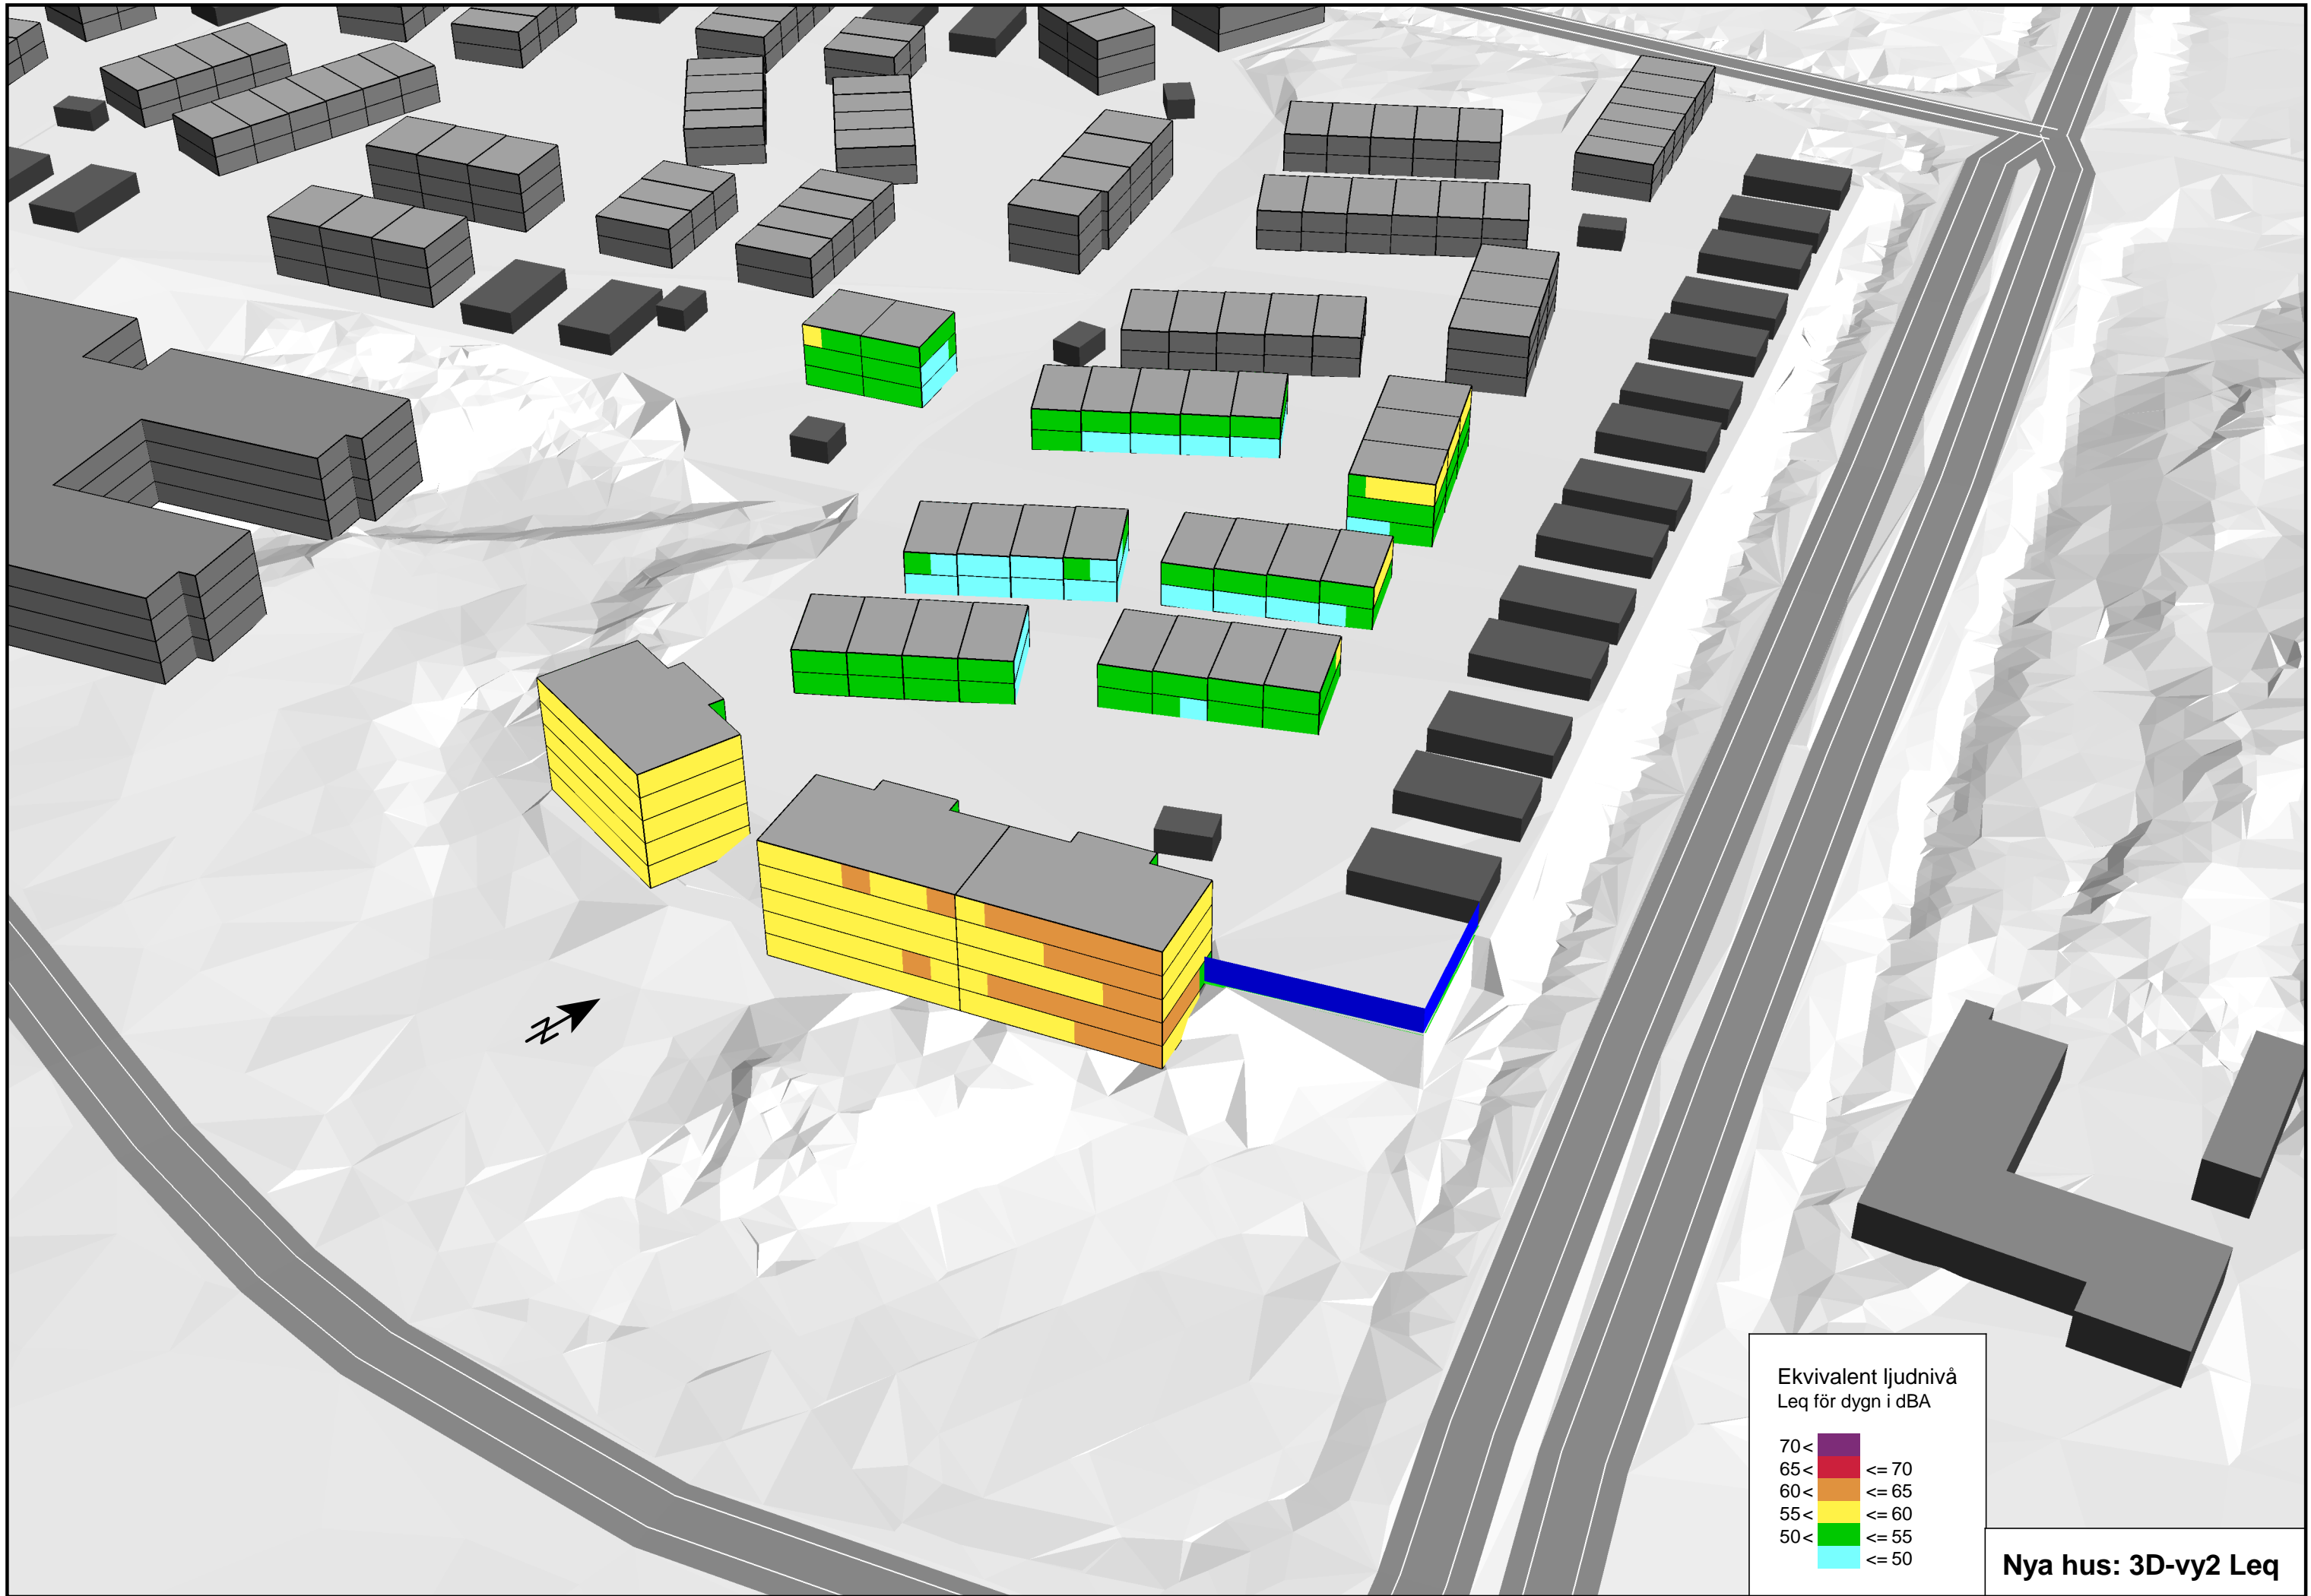 Ekvivalent ljudnivå
Leq för dygn i dBA
70<
65< <= 70
60< <= 65
55< <= 60
50< <= 55
<= 50
Nya hus: 3D-vy2 Leq
N